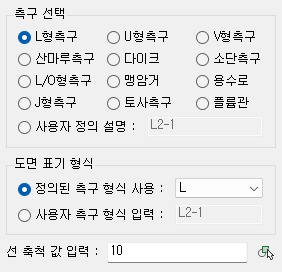 측구 선택
L형측구 U형측구 V형측구
산마루측구 다이크 소단측구
L/O형측구 맹암거 용수로
J형측구 토사측구 플륨관
사용자 정의 설명 : L2-1
도면 표기 형식
정의된 측구 형식 사용 : L
사용자 측구 형식 입력 : L2-1
선 축척 값 입력 : 10